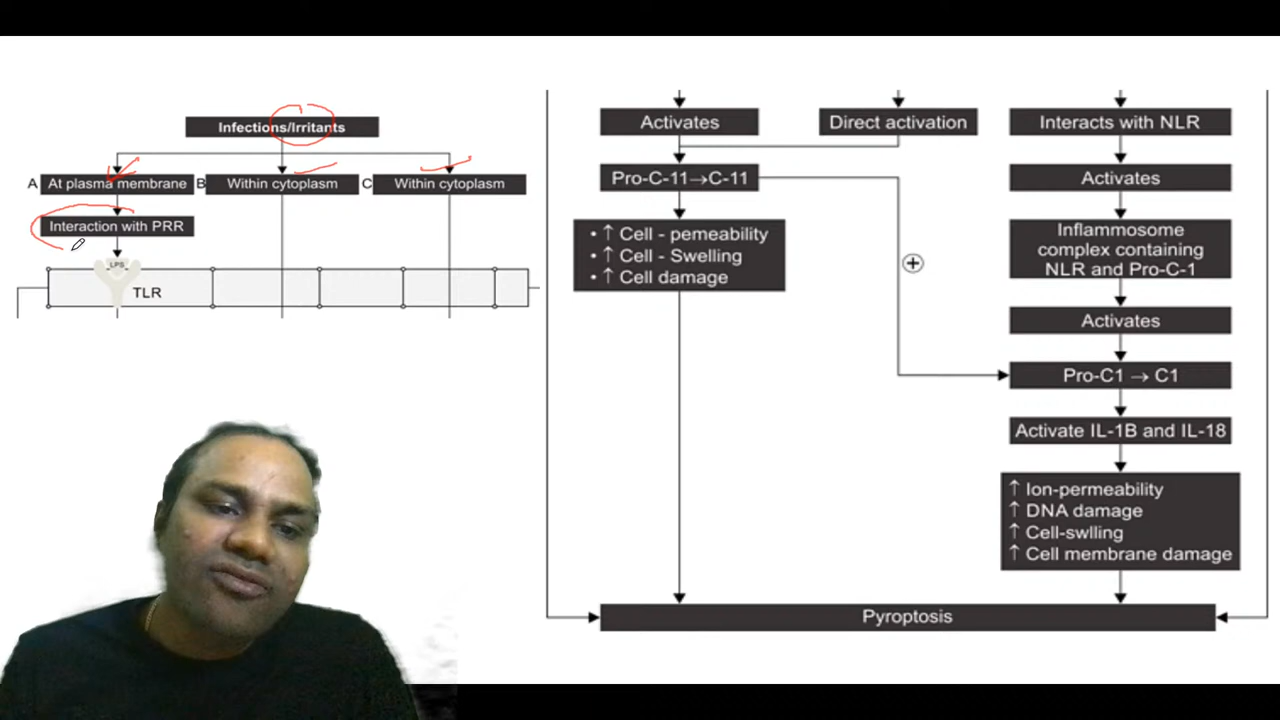 Infections/Irritants
A At plasma membrane
B Within cytoplasm
C Within cytoplasm
Interaction with PRR
LPS
TLR
Activates
Direct activation
Interacts with NLR
Pro-C-11→C-11
Activates
• ↑ Cell - pemeability
• ↑ Cell - Swelling
• ↑ Cell damage
+
Inflammosome
complex containing
NLR and Pro-C-1
Activates
Pro-C1 → C1
Activate IL-1B and IL-18
↑ Ion-permeability
↑ DNA damage
↑ Cell-swlling
↑ Cell membrane damage
Pyroptosis